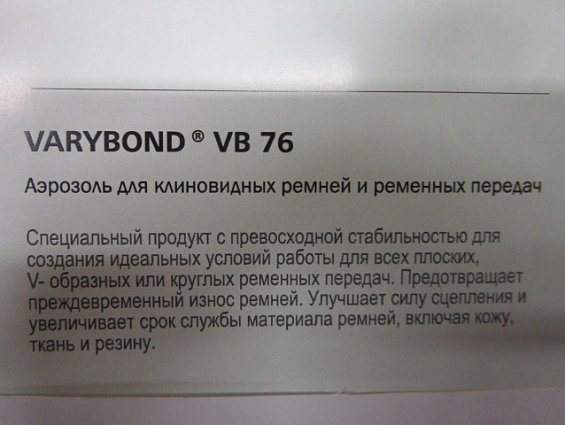 VARYBOND ® VB 76
Аэрозоль для клиновидных ремней и ременных передач
Специальный продукт с превосходной стабильностью для
создания идеальных условий работы для всех плоских,
V- образных или круглых ременных передач. Предотвращает
преждевременный износ ремней. Улучшает силу сцепления и
увеличивает срок службы материала ремней, включая кожу,
ткань и резину.